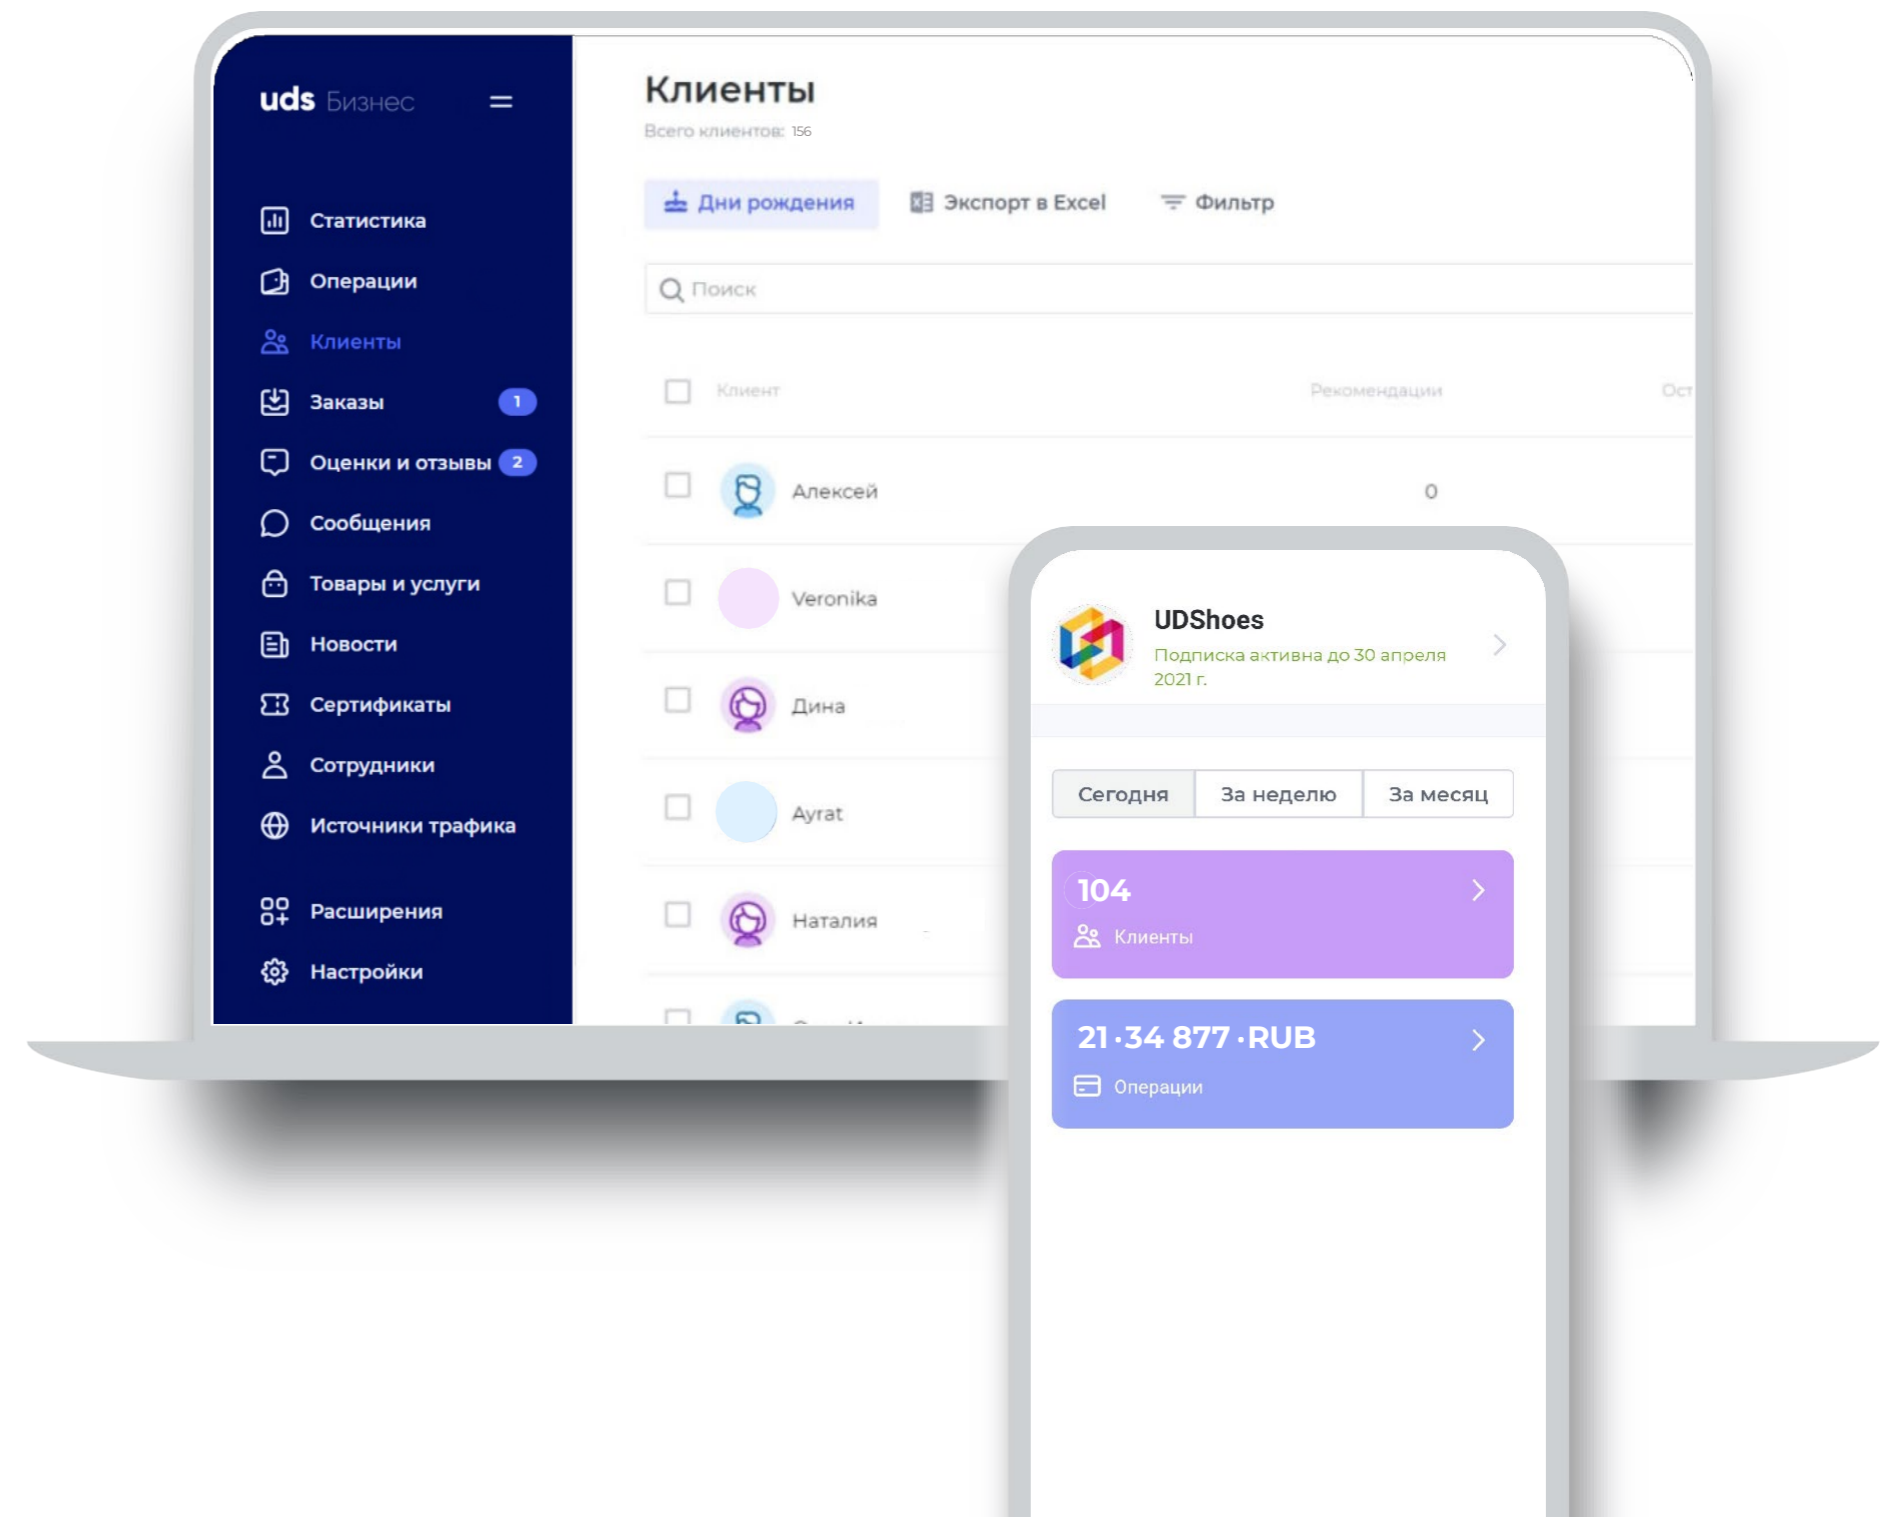 uds Бизнес
Статистика
Операции
Клиенты
Заказы 1
Оценки и отзывы 2
Сообщения
Товары и услуги
Новости
Сертификаты
Сотрудники
Источники трафика
Расширения
Настройки
Клиенты
Всего клиентов: 156
Дни рождения Экспорт в Excel Фильтр
Поиск
Клиент Рекомендации Ост
Алексей 0
Veronika
Дина
Ayrat
Наталия
UDShoes
Подписка активна до 30 апреля
2021 г.
Сегодня За неделю За месяц
104
Клиенты
21·34 877·RUB
Операции